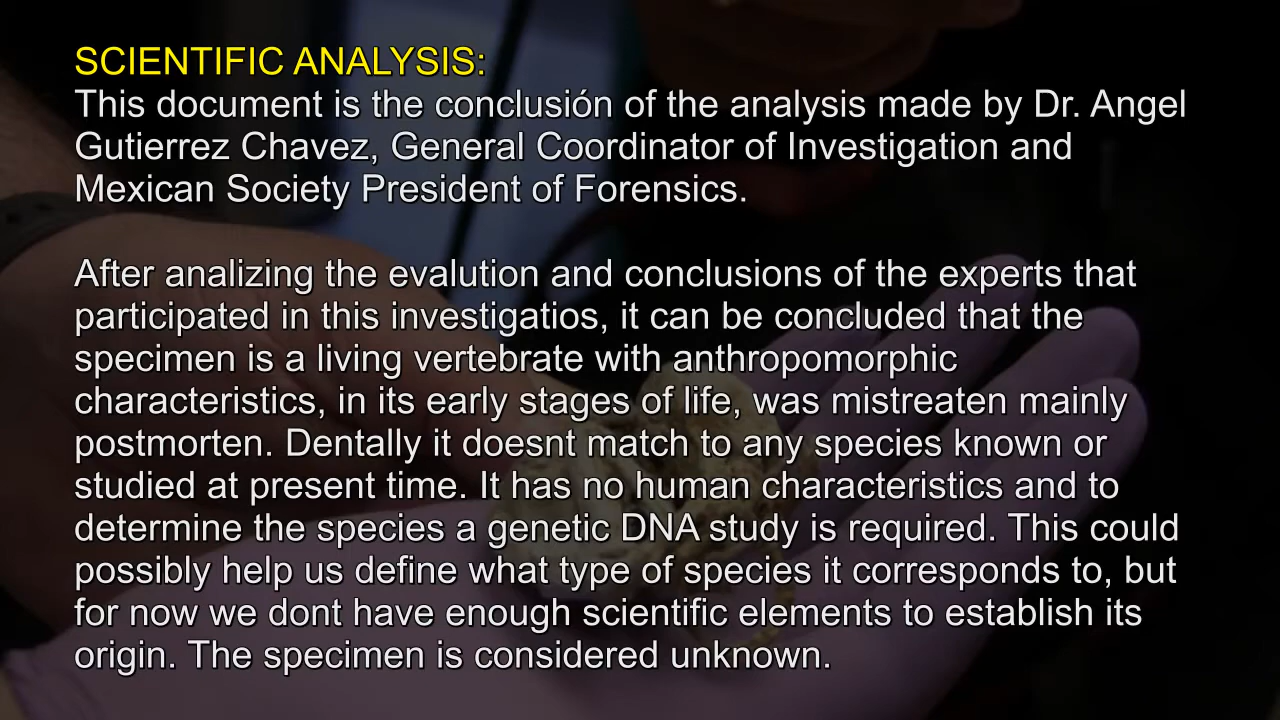 SCIENTIFIC ANALYSIS:
This document is the conclusión of the analysis made by Dr. Angel
Gutierrez Chavez, General Coordinator of Investigation and
Mexican Society President of Forensics.
After analizing the evalution and conclusions of the experts that
participated in this investigatios, it can be concluded that the
specimen is a living vertebrate with anthropomorphic
characteristics, in its early stages of life, was mistreaten mainly
postmorten. Dentally it doesnt match to any species known or
studied at present time. It has no human characteristics and to
determine the species a genetic DNA study is required. This could
possibly help us define what type of species it corresponds to, but
for now we dont have enough scientific elements to establish its
origin. The specimen is considered unknown.